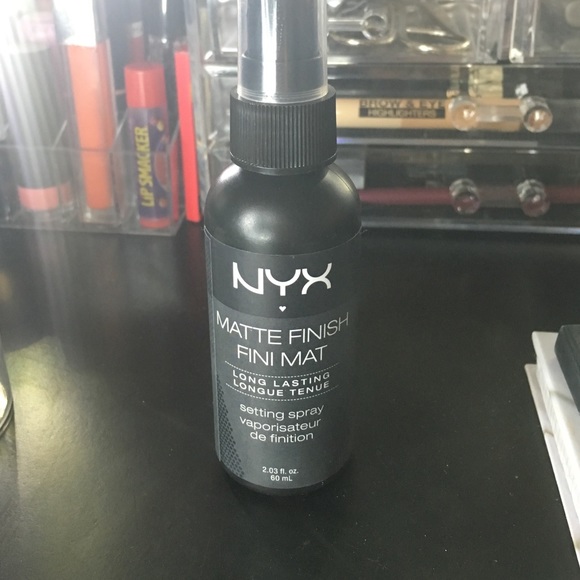 BROW & EYE
HIGHLIGHTERS
LIP SMACKER
NYX
MATTE FINISH
FINI MAT
LONG LASTING
LONGUE TENUE
setting spray
vaporisateur
de finition
2.03 fl. oz.
60 mL